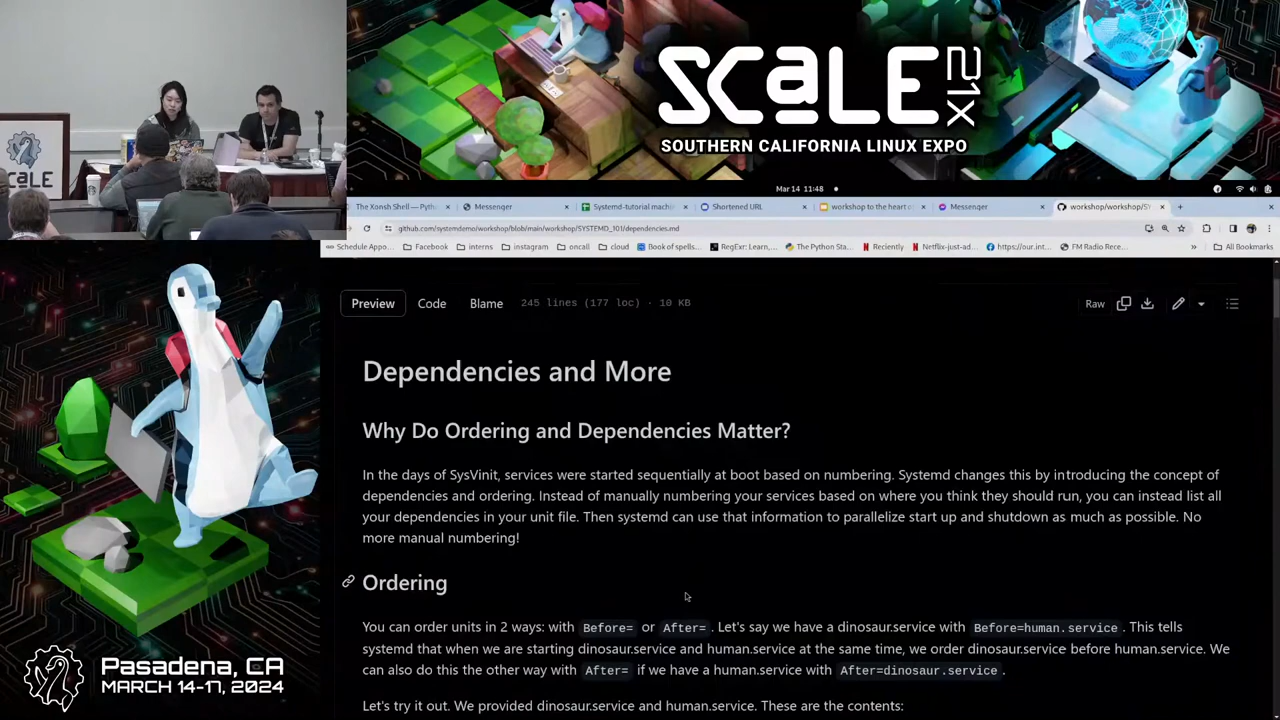 SCaLE 21X
SOUTHERN CALIFORNIA LINUX EXPO
SCALE
Mar 14 11:48
The Xonsh Shell — Pyth
Messenger
Systemd-tutorial machi
Shortened URL
workshop to the heart o
Messenger
workshop/workshop/SY
github.com/systemdemo/workshop/blob/main/workshop/SYSTEMD_101/dependencies.md
Schedule Appo...
Facebook
interns
instagram
oncall
cloud
Book of spells...
RegExr: Learn,...
The Python Sta...
Recently
Netflix-just-ad...
https://our.int...
FM Radio Rece...
»
All Bookmarks
Preview
Code
Blame
245 lines (177 loc) · 10 KB
Raw
Dependencies and More
Why Do Ordering and Dependencies Matter?
In the days of SysVinit, services were started sequentially at boot based on numbering. Systemd changes this by introducing the concept of
dependencies and ordering. Instead of manually numbering your services based on where you think they should run, you can instead list all
your dependencies in your unit file. Then systemd can use that information to parallelize start up and shutdown as much as possible. No
more manual numbering!
Ordering
You can order units in 2 ways: with Before= or After= . Let's say we have a dinosaur.service with Before=human.service . This tells
systemd that when we are starting dinosaur.service and human.service at the same time, we order dinosaur.service before human.service. We
can also do this the other way with After= if we have a human.service with After=dinosaur.service .
Let's try it out. We provided dinosaur.service and human.service. These are the contents:
Pasadena, CA
MARCH 14-17, 2024